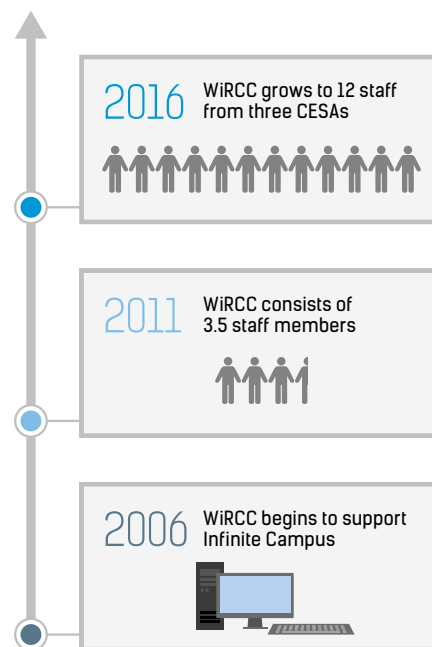 2016
WiRCC grows to 12 staff
from three CESAs
2011
WiRCC consists of
3.5 staff members
2006
WiRCC begins to support
Infinite Campus